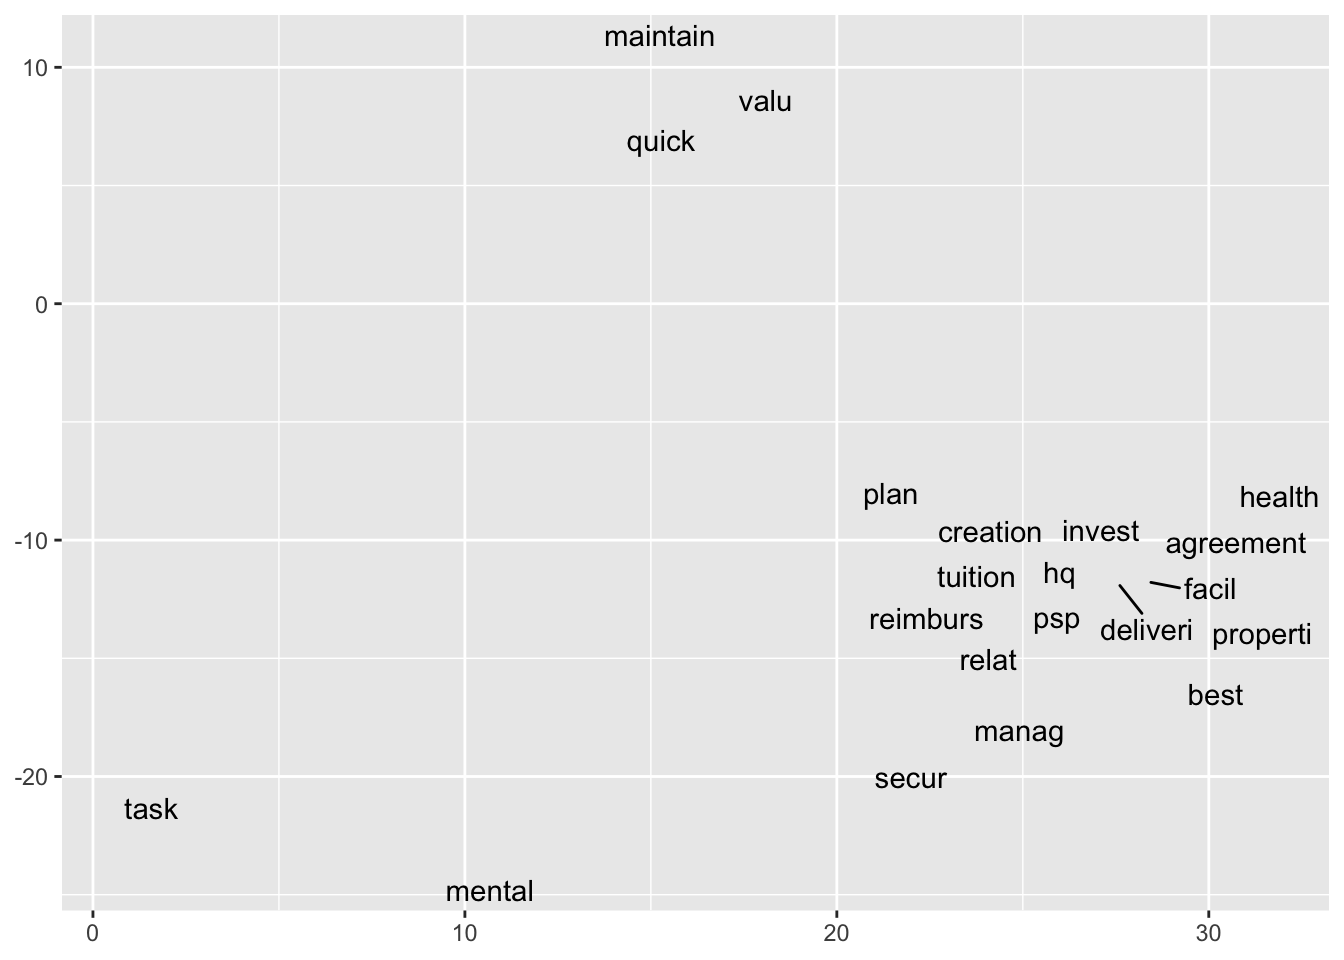 maintain
10
valu
quick
0
plan
health
creation
invest
-10
agreement
tuition
hq
facil
reimburs
psp
deliveri
properti
relat
best
manag
-20
secur
task
mental
0
10
20
30